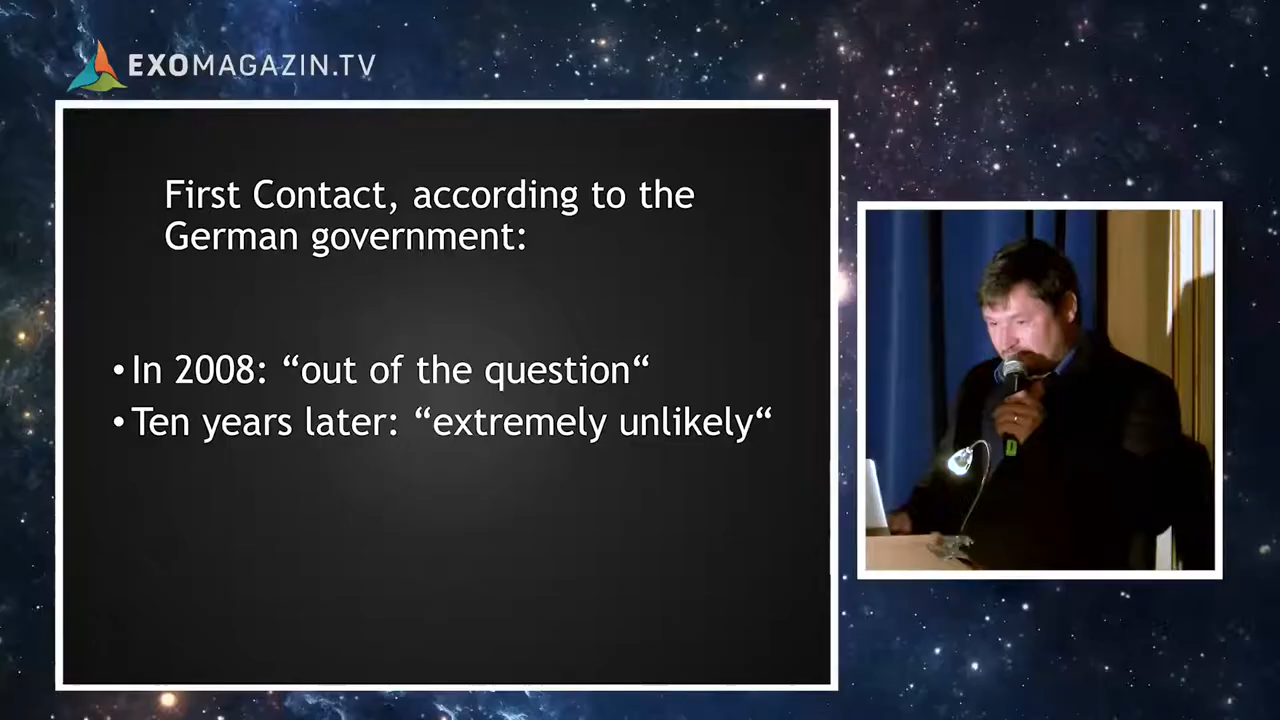 EXOMAGAZIN.TV
First Contact, according to the
German government:
• In 2008: “out of the question“
• Ten years later: “extremely unlikely“
D